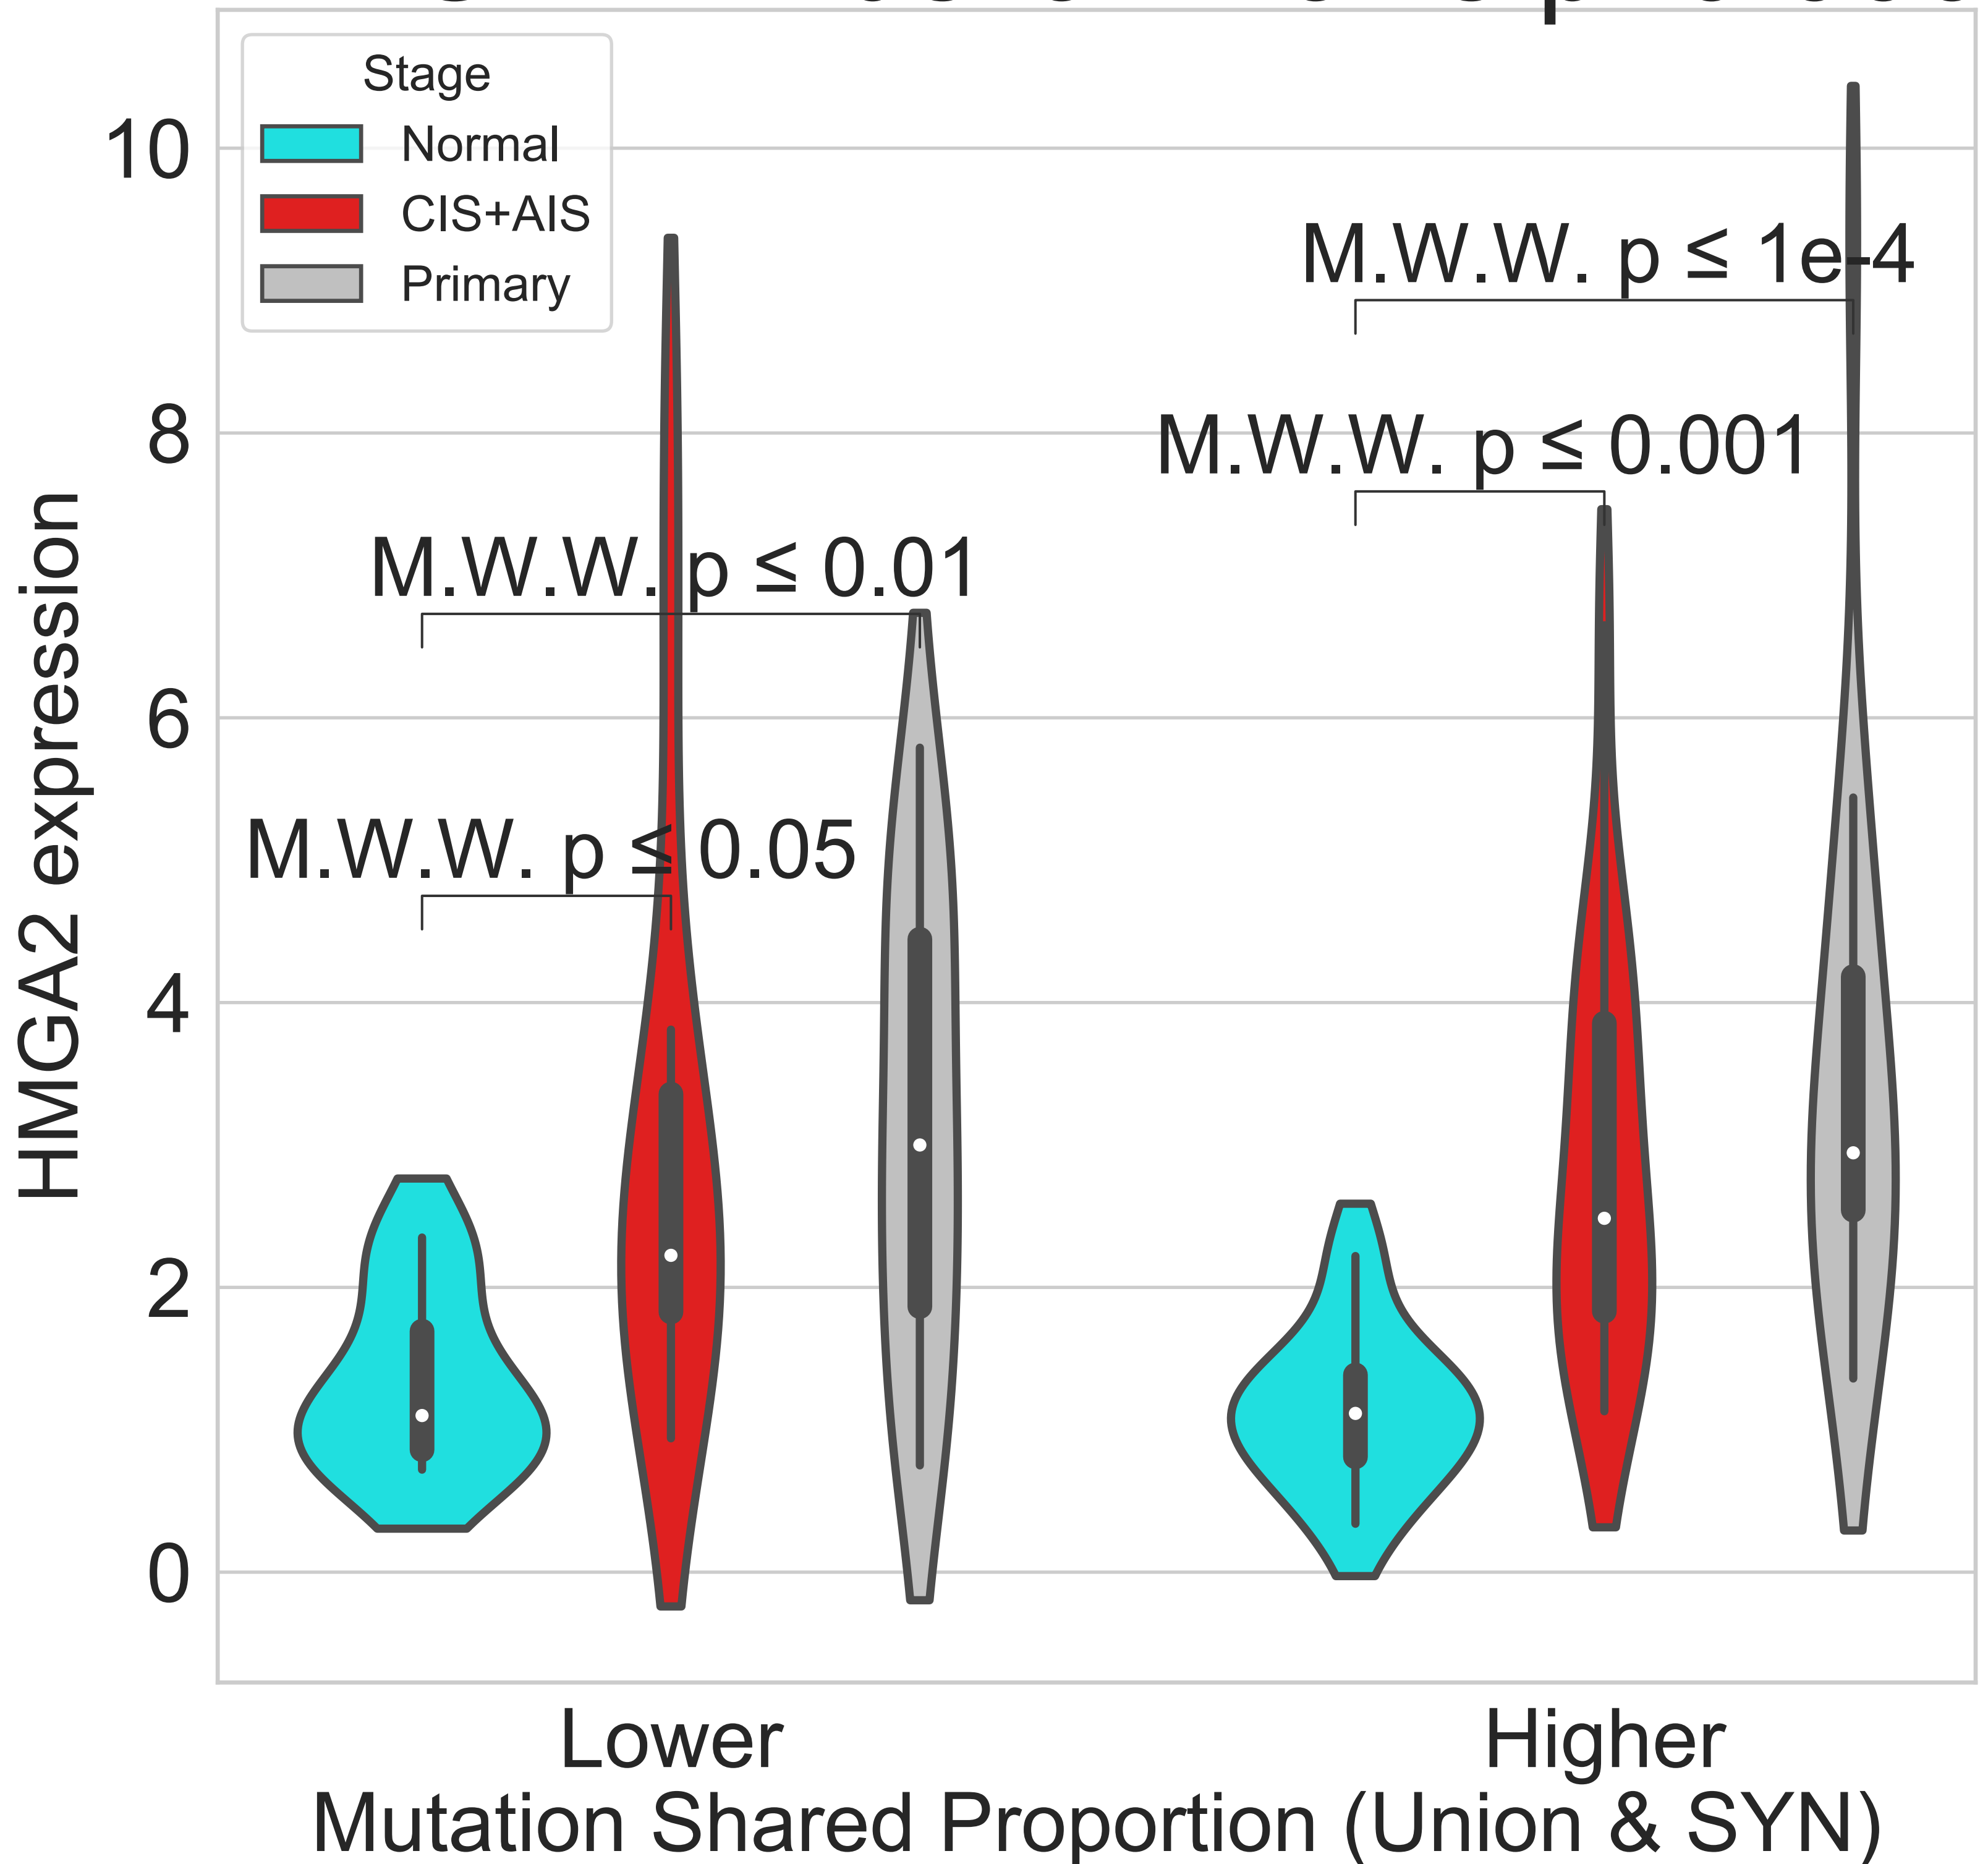 Stage
Normal
CIS+AIS
Primary
10
8
6
4
2
0
HMGA2 expression
M.W.W. p ≤ 1e-4
M.W.W. p ≤ 0.001
M.W.W. p ≤ 0.01
M.W.W. p ≤ 0.05
Lower
Higher
Mutation Shared Proportion (Union & SYN)